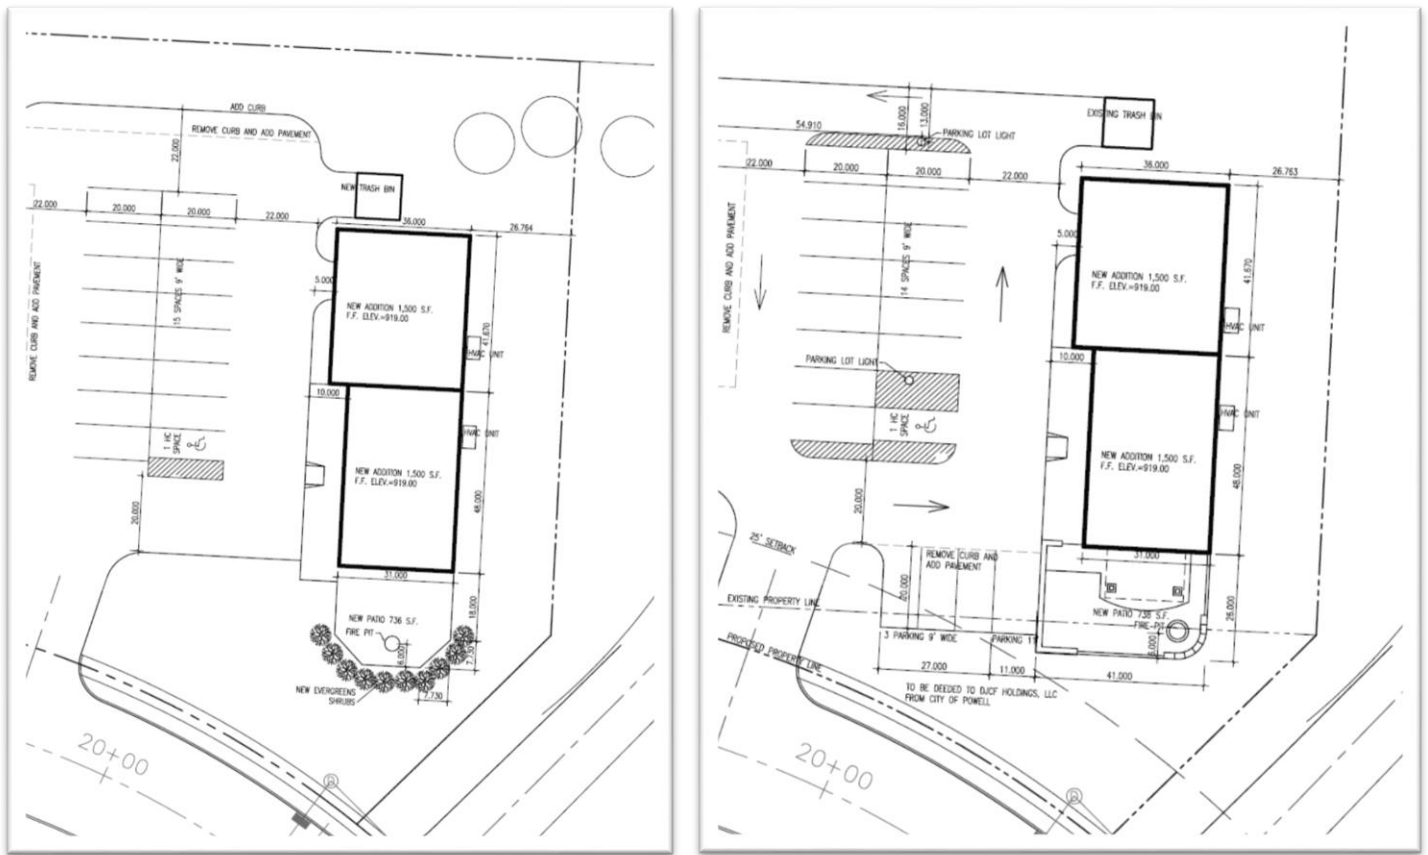 ADD CURB
REMOVE CURB AND ADD PAVEMENT
22.000
NEW TRASH BIN
22.000
20.000
20.000
22.000
36.000
26.764
REMOVE CURB AND ADD PAVEMENT
15 SPACES 9' WIDE
5.000
NEW ADDITION 1,500 S.F.
F.F. ELEV.=919.00
41.670
HVAC UNIT
10.000
1 HC
SPACE
HVAC UNIT
NEW ADDITION 1,500 S.F.
F.F. ELEV.=919.00
20.000
48.000
31.000
18.000
NEW PATIO 736 S.F.
FIRE PIT
6.000
7.730
NEW EVERGREENS
SHRUBS
7.730
20+00
EXISTING TRASH BIN
16.000
13.000
54.910
PARKING LOT LIGHT
22.000
20.000
20.000
22.000
36.000
26.763
REMOVE CURB AND ADD PAVEMENT
14 SPACES 9' WIDE
5.000
NEW ADDITION 1,500 S.F.
F.F. ELEV.=919.00
41.670
HVAC UNIT
PARKING LOT LIGHT
10.000
1 HC
SPACE
HVAC UNIT
NEW ADDITION 1,500 S.F.
F.F. ELEV.=919.00
48.000
20.000
25' SETBACK
REMOVE CURB AND
ADD PAVEMENT
31.000
20.000
EXISTING PROPERTY LINE
NEW PATIO 738 S.F.
FIRE PIT
26.000
6.000
PROPOSED PROPERTY LINE
3 PARKING 9' WIDE
PARKING 11'
27.000
11.000
41.000
TO BE DEEDED TO DJCF HOLDINGS, LLC
FROM CITY OF POWELL
20+00